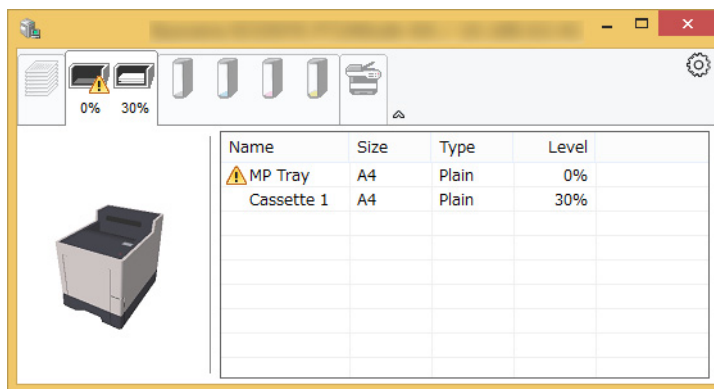 0% 30%
Name Size Type Level
MP Tray A4 Plain 0%
Cassette 1 A4 Plain 30%